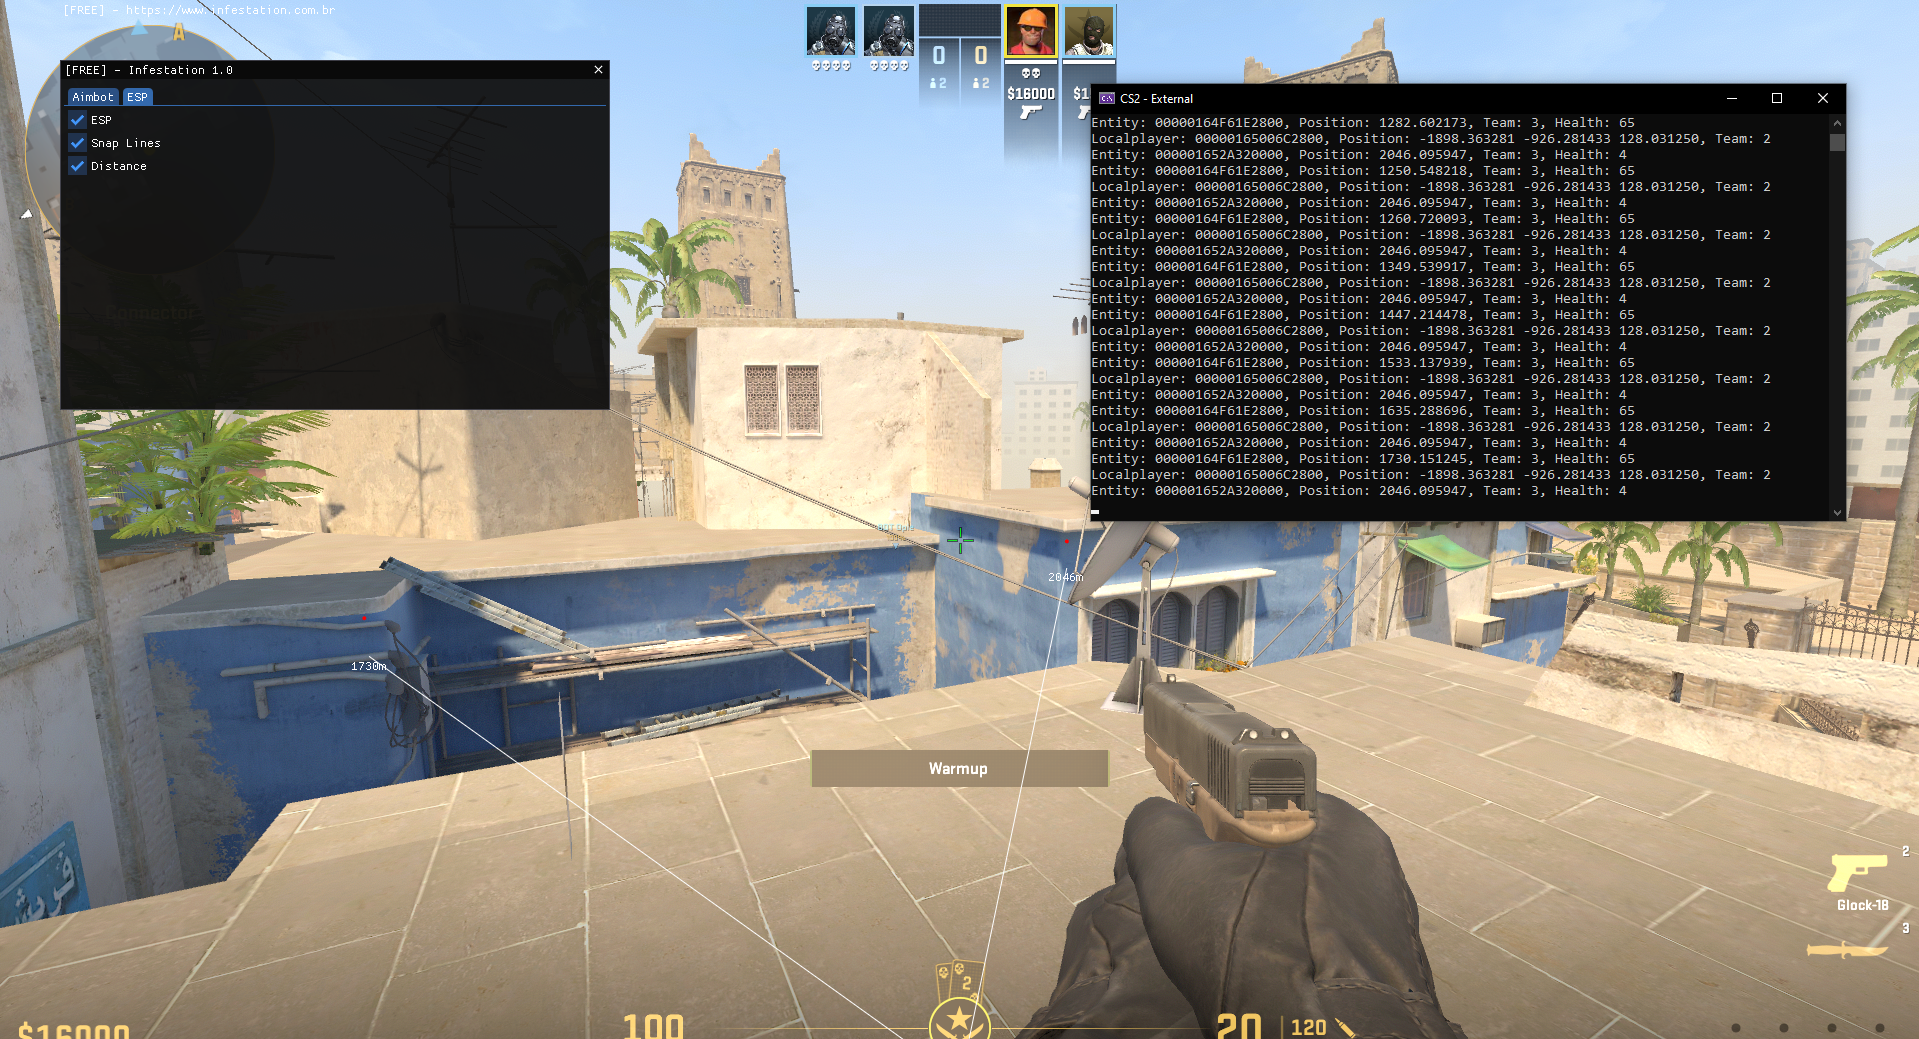 [FREE] - https://www.infestation.com.br
A
[FREE] - Infestation 1.0
Aimbot ESP
ESP
Snap Lines
Distance
0 0
2 2
$16000
CS2 - External
Entity: 00000164F61E2800, Position: 1282.602173, Team: 3, Health: 65
Localplayer: 00000165006C2800, Position: -1898.363281 -926.281433 128.031250, Team: 2
Entity: 000001652A320000, Position: 2046.095947, Team: 3, Health: 4
Entity: 00000164F61E2800, Position: 1250.548218, Team: 3, Health: 65
Localplayer: 00000165006C2800, Position: -1898.363281 -926.281433 128.031250, Team: 2
Entity: 000001652A320000, Position: 2046.095947, Team: 3, Health: 4
Entity: 00000164F61E2800, Position: 1260.720093, Team: 3, Health: 65
Localplayer: 00000165006C2800, Position: -1898.363281 -926.281433 128.031250, Team: 2
Entity: 000001652A320000, Position: 2046.095947, Team: 3, Health: 4
Entity: 00000164F61E2800, Position: 1349.539917, Team: 3, Health: 65
Localplayer: 00000165006C2800, Position: -1898.363281 -926.281433 128.031250, Team: 2
Entity: 000001652A320000, Position: 2046.095947, Team: 3, Health: 4
Entity: 00000164F61E2800, Position: 1447.214478, Team: 3, Health: 65
Localplayer: 00000165006C2800, Position: -1898.363281 -926.281433 128.031250, Team: 2
Entity: 000001652A320000, Position: 2046.095947, Team: 3, Health: 4
Entity: 00000164F61E2800, Position: 1533.137939, Team: 3, Health: 65
Localplayer: 00000165006C2800, Position: -1898.363281 -926.281433 128.031250, Team: 2
Entity: 000001652A320000, Position: 2046.095947, Team: 3, Health: 4
Entity: 00000164F61E2800, Position: 1635.288696, Team: 3, Health: 65
Localplayer: 00000165006C2800, Position: -1898.363281 -926.281433 128.031250, Team: 2
Entity: 000001652A320000, Position: 2046.095947, Team: 3, Health: 4
Entity: 00000164F61E2800, Position: 1730.151245, Team: 3, Health: 65
Localplayer: 00000165006C2800, Position: -1898.363281 -926.281433 128.031250, Team: 2
Entity: 000001652A320000, Position: 2046.095947, Team: 3, Health: 4
2046m
1730m
Warmup
2
Glock-18
3
2
$16000
100
20 120